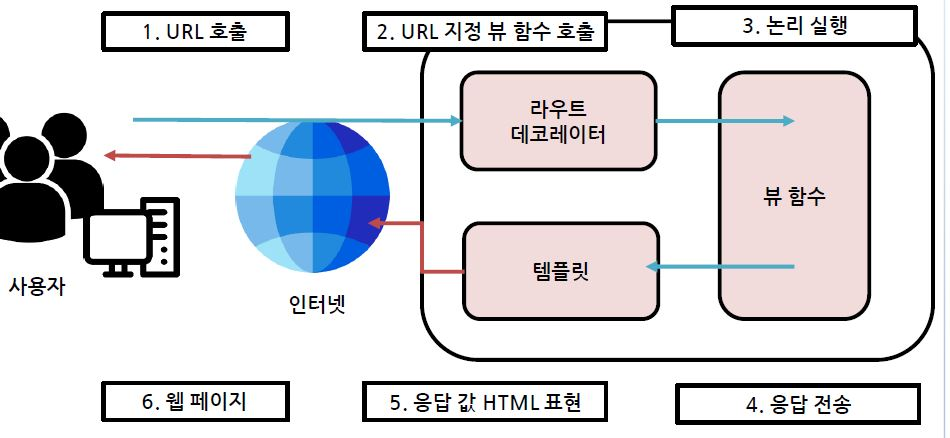 1. URL 호출
2. URL 지정 뷰 함수 호출
3. 논리 실행
라우트
데코레이터
뷰 함수
템플릿
사용자
인터넷
6. 웹 페이지
5. 응답 값 HTML 표현
4. 응답 전송